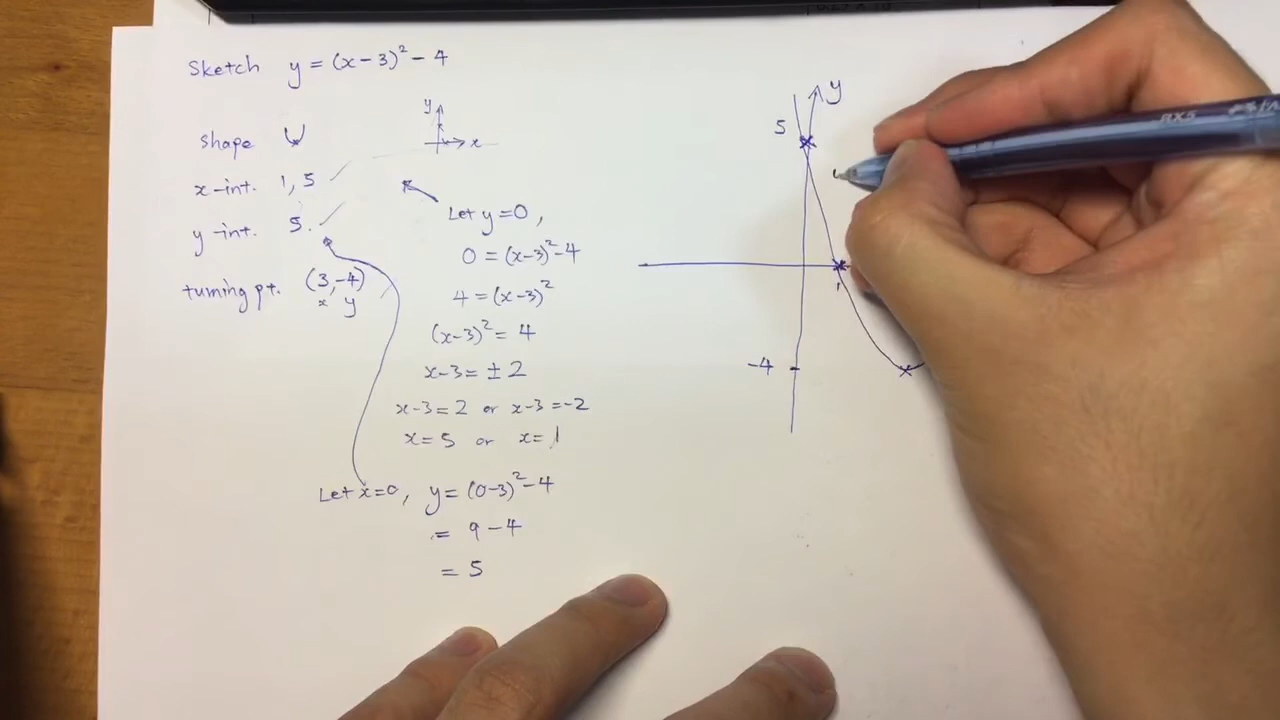 Sketch y = (x-3)² - 4
y
x
shape
x-int. 1, 5
y-int. 5.
turning pt. (3, -4)
x y
Let y = 0,
0 = (x-3)² - 4
4 = (x-3)²
(x-3)² = 4
x-3 = ± 2
x-3 = 2 or x-3 = -2
x = 5 or x = 1
Let x = 0, y = (0-3)² - 4
= 9 - 4
= 5
y
5
1
-4